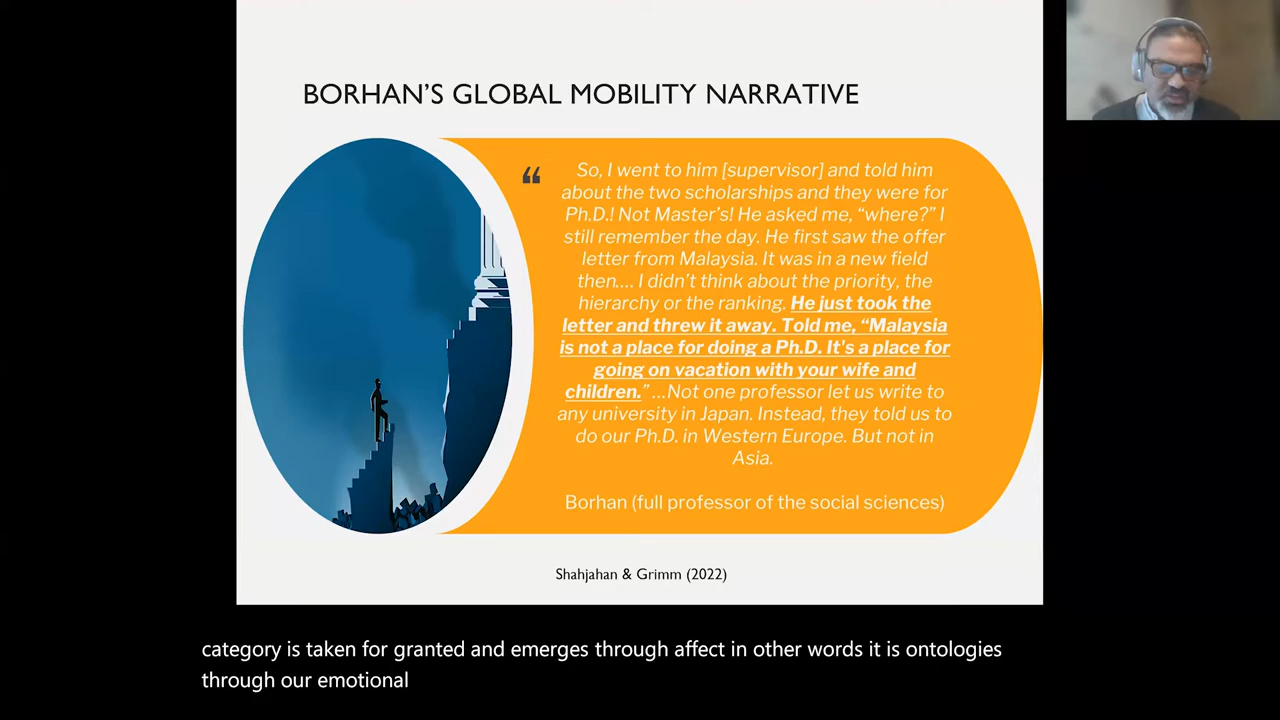 BORHAN’S GLOBAL MOBILITY NARRATIVE
“
So, I went to him [supervisor] and told him
about the two scholarships and they were for
Ph.D.! Not Master's! He asked me, “where?” I
still remember the day. He first saw the offer
letter from Malaysia. It was in a new field
then.... I didn’t think about the priority, the
hierarchy or the ranking. He just took the
letter and threw it away. Told me, “Malaysia
is not a place for doing a Ph.D. It's a place for
going on vacation with your wife and
children.” ...Not one professor let us write to
any university in Japan. Instead, they told us to
do our Ph.D. in Western Europe. But not in
Asia.
Borhan (full professor of the social sciences)
Shahjahan & Grimm (2022)
category is taken for granted and emerges through affect in other words it is ontologies
through our emotional